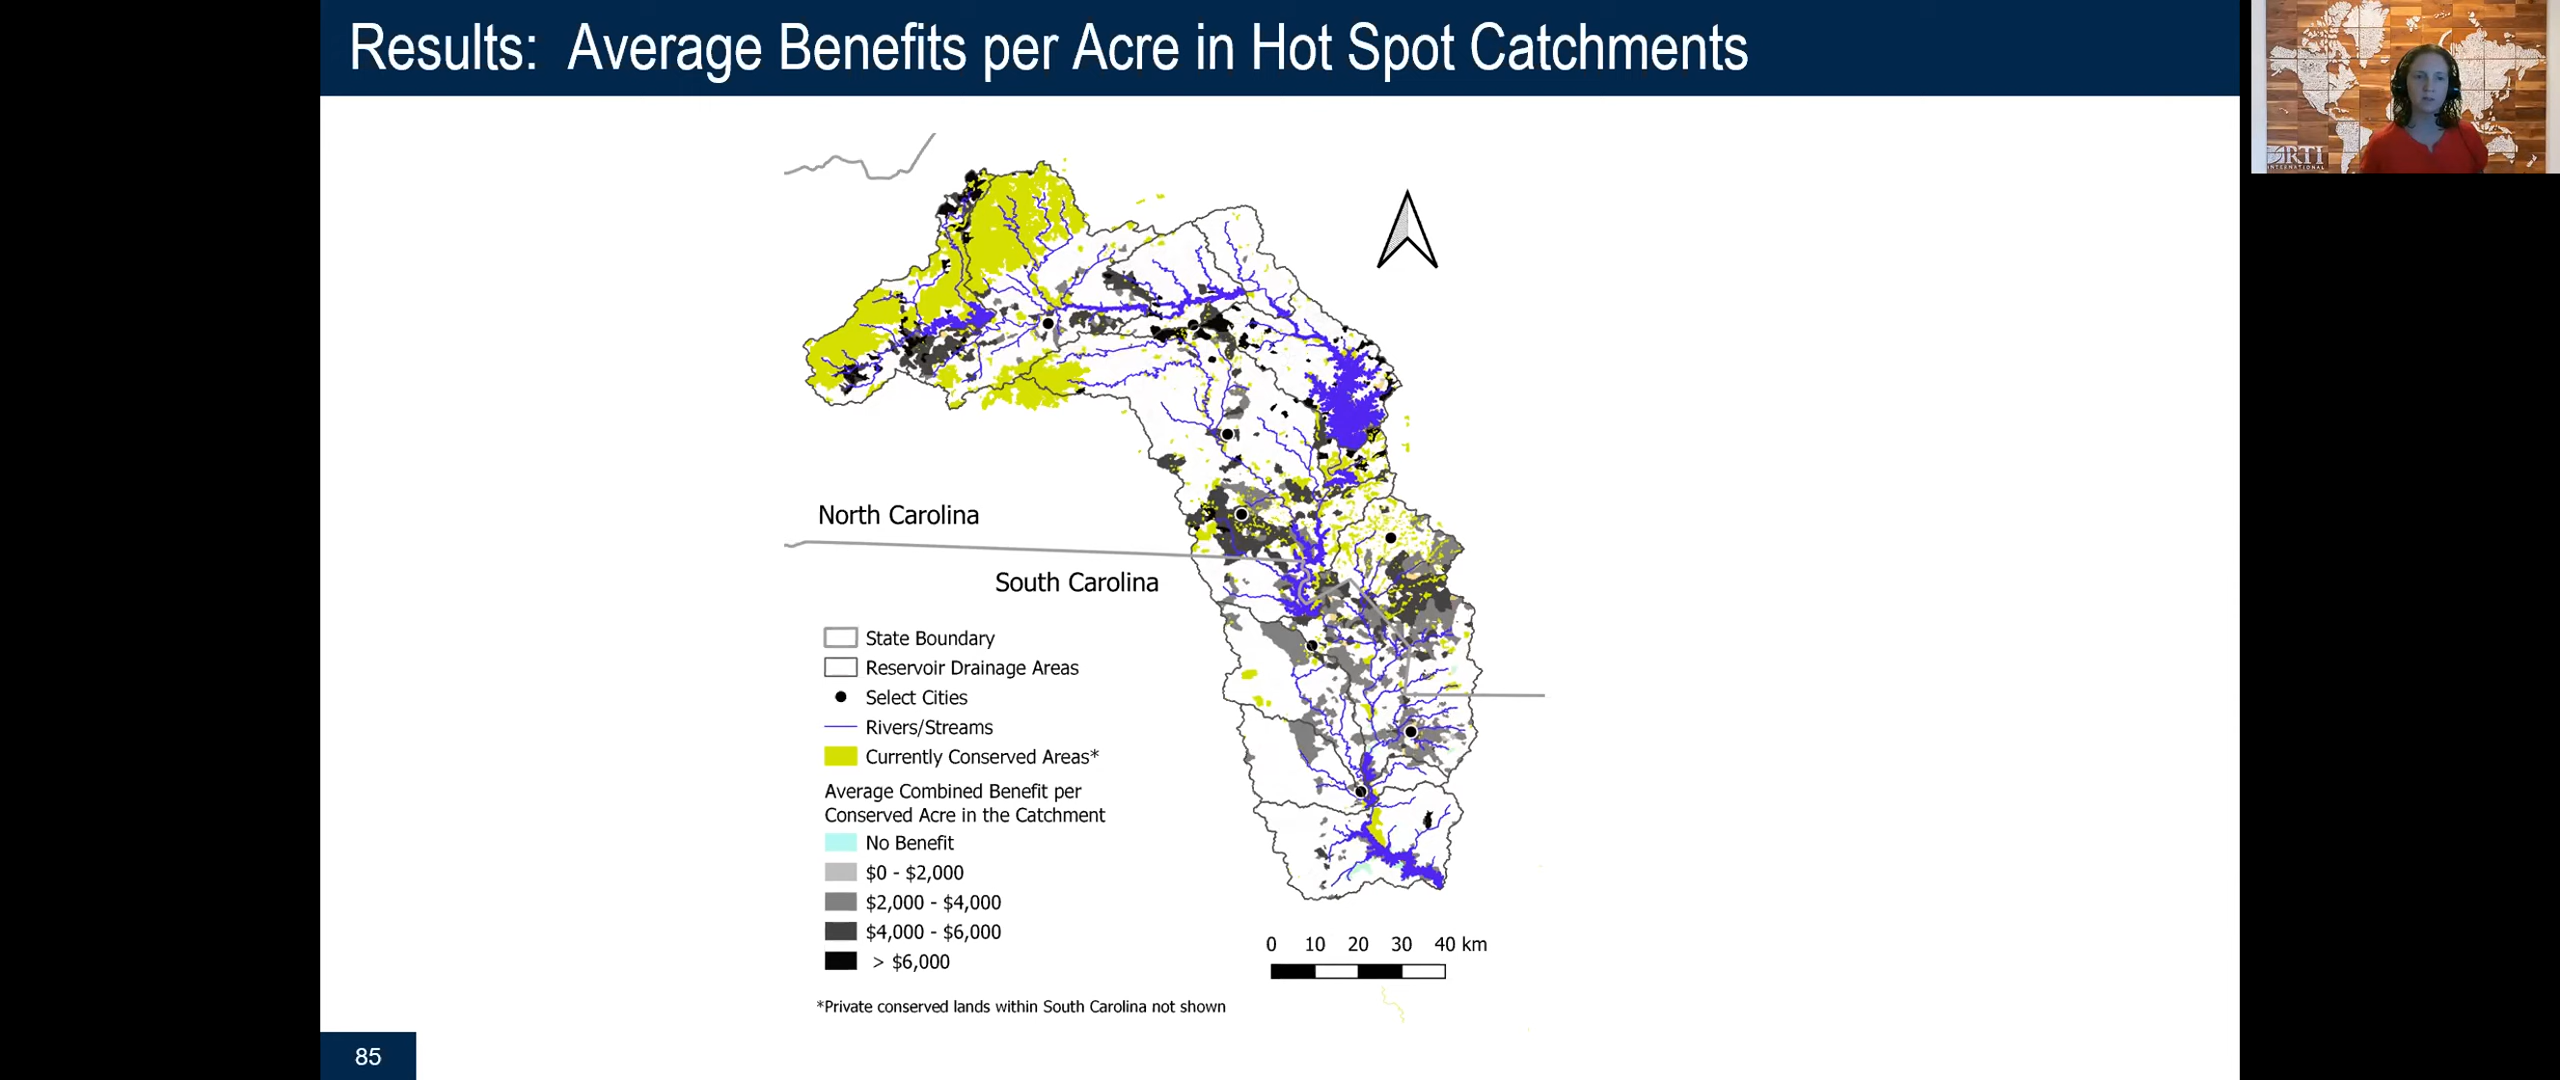 Results: Average Benefits per Acre in Hot Spot Catchments
RTI
INTERNATIONAL
North Carolina
South Carolina
State Boundary
Reservoir Drainage Areas
Select Cities
Rivers/Streams
Currently Conserved Areas*
Average Combined Benefit per
Conserved Acre in the Catchment
No Benefit
$0 - $2,000
$2,000 - $4,000
$4,000 - $6,000
> $6,000
0 10 20 30 40 km
*Private conserved lands within South Carolina not shown
85